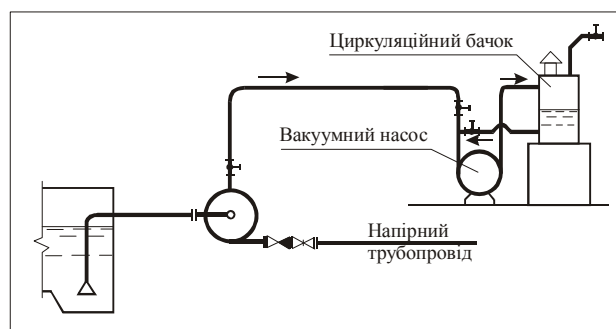 Циркуляційний бачок
Вакуумний насос
Напірний
трубопровід